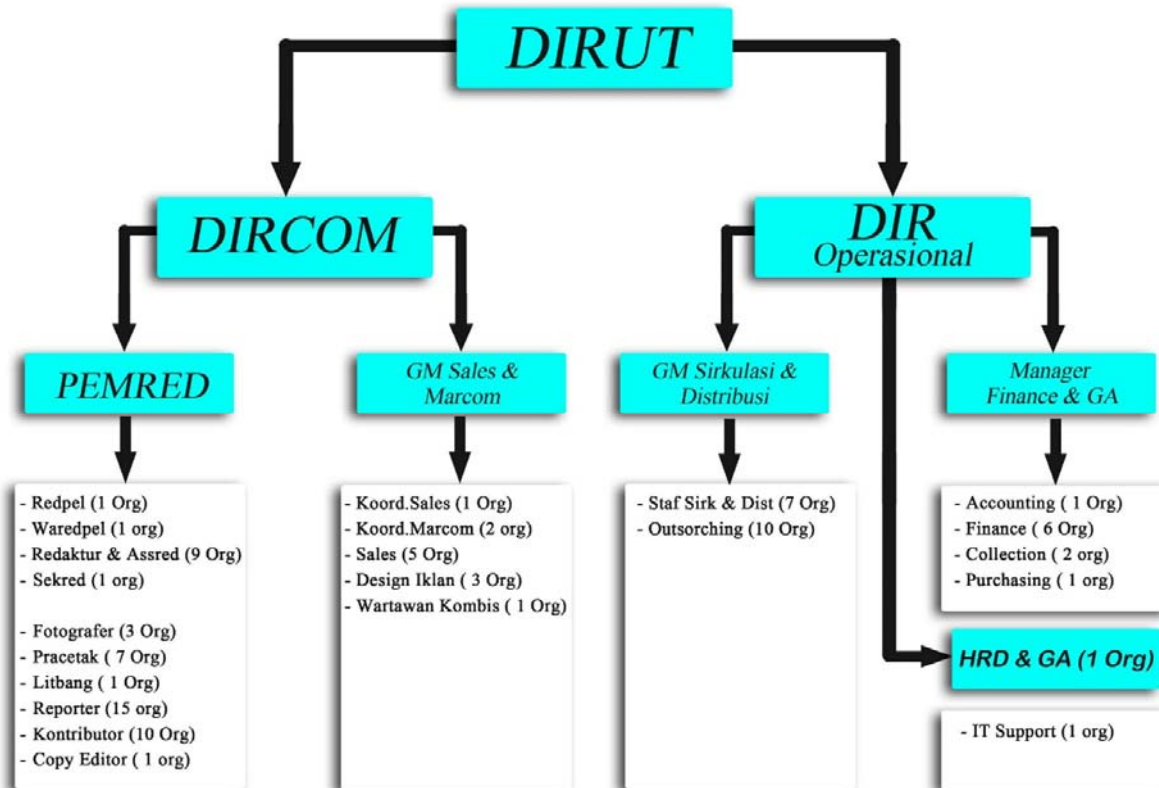 DIRUT
DIRCOM
DIR
Operasional
PEMRED
GM Sales &
Marcom
GM Sirkulasi &
Distribusi
Manager
Finance & GA
- Redpel (1 Org)
- Waredpel (1 org)
- Redaktur & Assred (9 Org)
- Sekred (1 org)
- Fotografer (3 Org)
- Pracetak ( 7 Org)
- Litbang ( 1 Org)
- Reporter (15 org)
- Kontributor (10 Org)
- Copy Editor ( 1 org)
- Koord.Sales (1 Org)
- Koord.Marcom (2 org)
- Sales (5 Org)
- Design Iklan ( 3 Org)
- Wartawan Kombis ( 1 Org)
- Staf Sirk & Dist (7 Org)
- Outsorching (10 Org)
- Accounting ( 1 Org)
- Finance ( 6 Org)
- Collection ( 2 org)
- Purchasing ( 1 org)
HRD & GA (1 Org)
- IT Support (1 org)